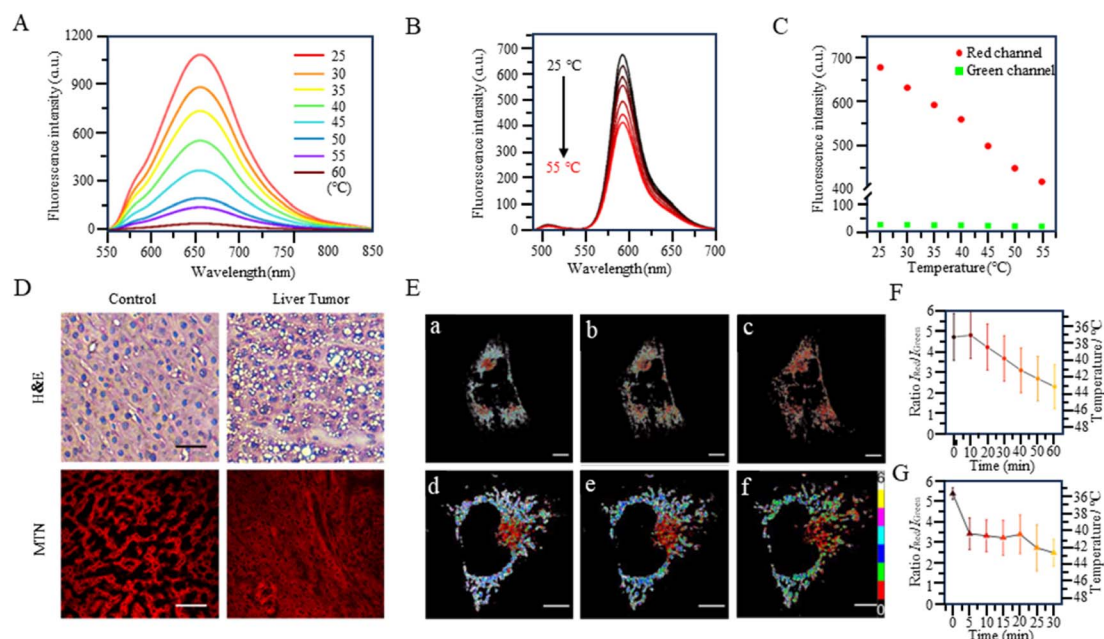 A
Fluorescence intensity (a.u.)
1200
900
600
300
0
25
30
35
40
45
50
55
60
(℃)
550 600 650 700 750 800 850
Wavelength(nm)
B
Fluorescence intensity (a.u.)
700
600
500
400
300
200
100
0
25 ℃
55 ℃
500 550 600 650 700
Wavelength(nm)
C
Fluorescence intensity (a.u.)
700
600
500
400
100
0
Red channel
Green channel
25 30 35 40 45 50 55
Temperature(℃)
D
Control
Liver Tumor
H&E
MTN
E
a
b
c
d
e
f
6
0
F
Ratio IRed/IGreen
6
5
4
3
2
1
0
36
38
40
42
44
46
48
Temperature/ ℃
0 10 20 30 40 50 60
Time (min)
G
Ratio IRed/IGreen
6
5
4
3
2
1
0
36
38
40
42
44
46
48
Temperature/ ℃
0 5 10 15 20 25 30
Time (min)